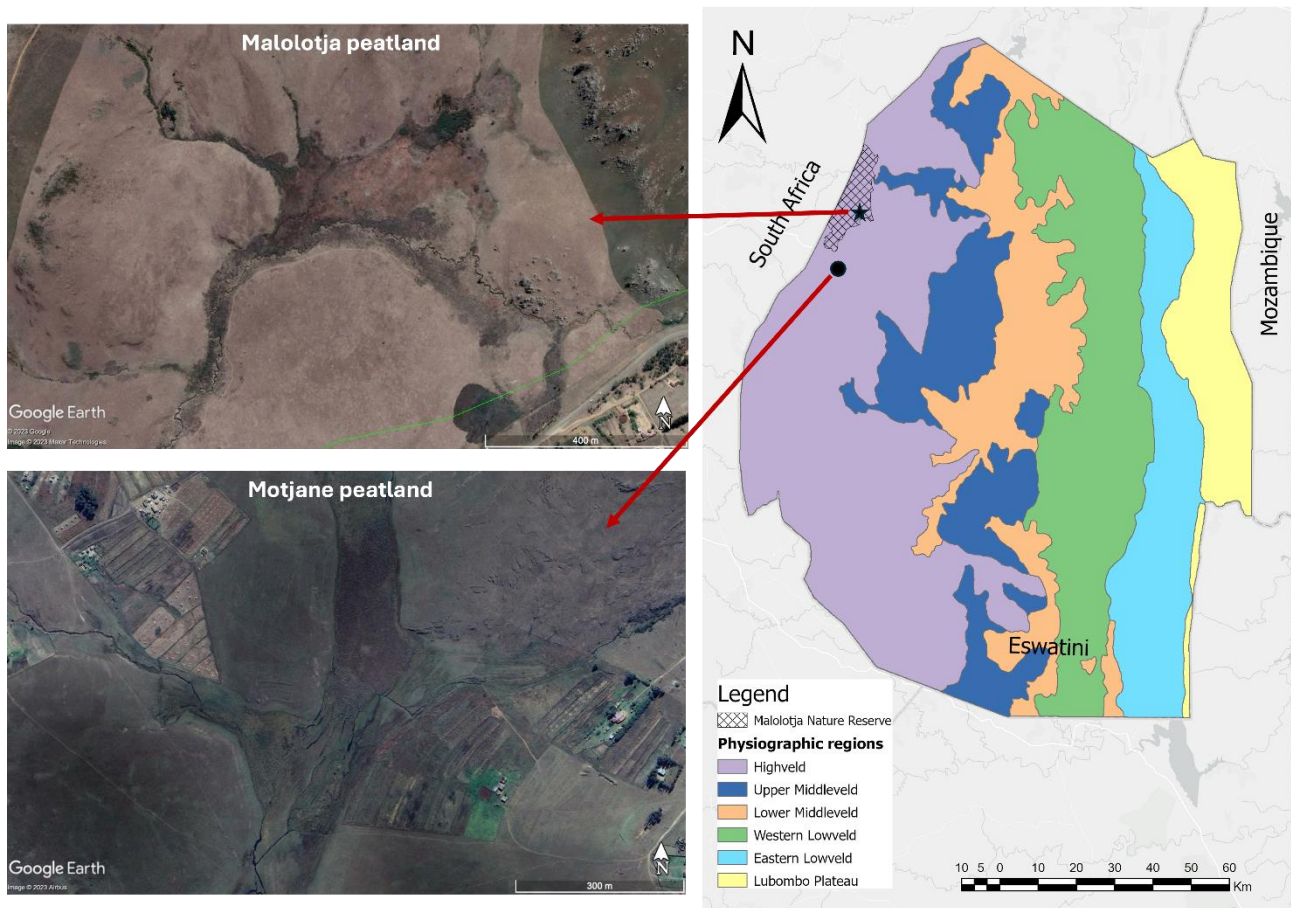 Malolotja peatland
Google Earth
© 2023 Google
Image © 2023 Maxar Technologies
N
400 m
Motjane peatland
Google Earth
Image © 2023 Airbus
N
300 m
N
South Africa
Mozambique
Eswatini
Legend
Malolotja Nature Reserve
Physiographic regions
Highveld
Upper Middleveld
Lower Middleveld
Western Lowveld
Eastern Lowveld
Lubombo Plateau
10 5 0 10 20 30 40 50 60
Km